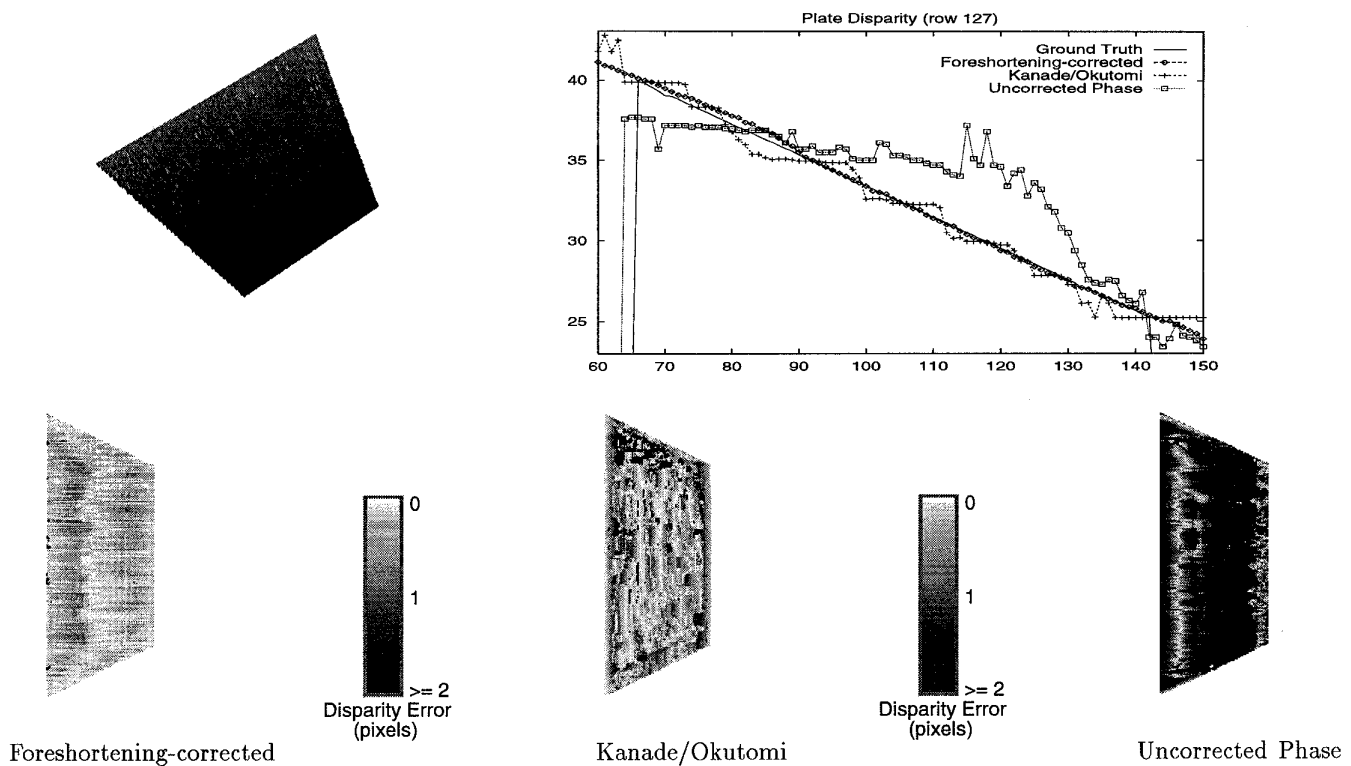 Plate Disparity (row 127)
Ground Truth
Foreshortening-corrected
Kanade/Okutomi
Uncorrected Phase
40
35
30
25
60 70 80 90 100 110 120 130 140 150
0
1
>= 2
Disparity Error
(pixels)
0
1
>= 2
Disparity Error
(pixels)
Foreshortening-corrected Kanade/Okutomi Uncorrected Phase